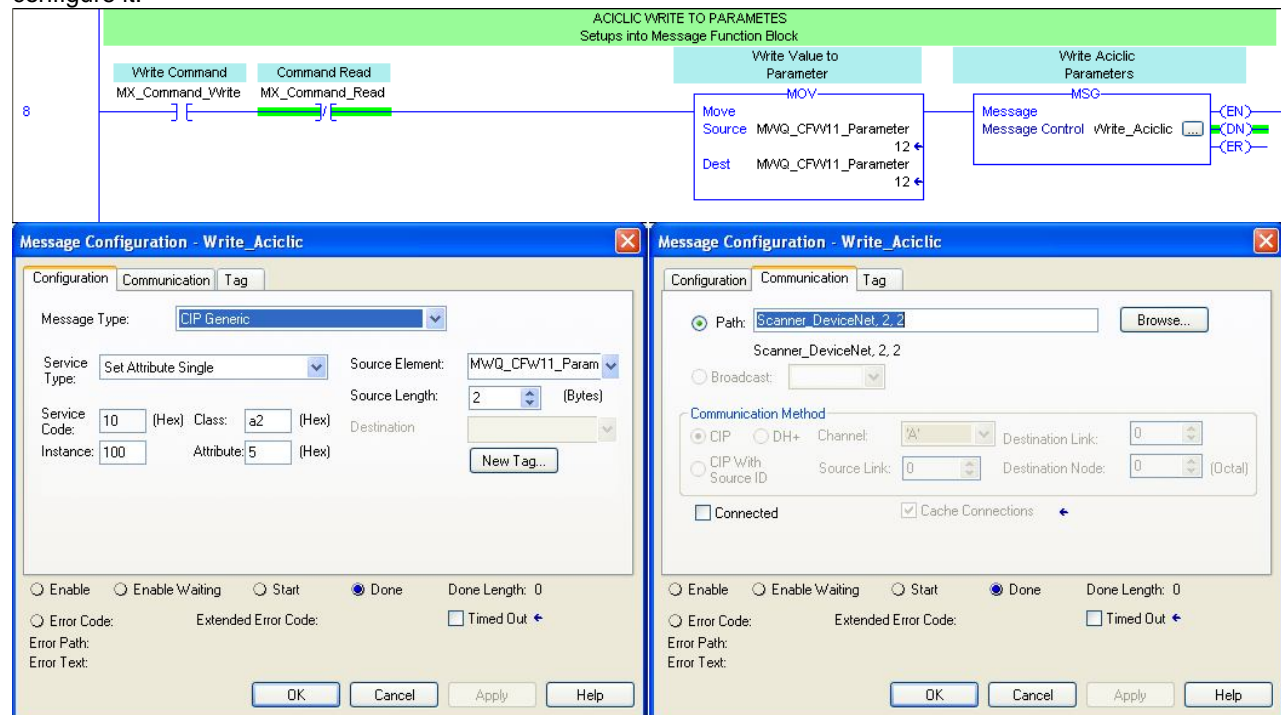 configure it.
ACICLIC WRITE TO PARAMETES
Setups into Message Function Block
Write Command
MX_Command_Write
Command Read
MX_Command_Read
Write Value to
Parameter
Write Aciclic
Parameters
8
MOV
Move
Source MWQ_CFW11_Parameter
12
Dest MWQ_CFW11_Parameter
12
MSG
Message
Message Control Write_Aciclic ...
(EN)
(DN)
(ER)
Message Configuration - Write_Aciclic
Configuration Communication Tag
Message Type: CIP Generic
Service Type: Set Attribute Single
Source Element: MWQ_CFW11_Param
Source Length: 2 (Bytes)
Service Code: 10 (Hex) Class: a2 (Hex)
Destination
Instance: 100 Attribute: 5 (Hex)
New Tag...
Enable Enable Waiting Start Done Done Length: 0
Error Code: Extended Error Code: Timed Out
Error Path:
Error Text:
OK Cancel Apply Help
Message Configuration - Write_Aciclic
Configuration Communication Tag
Path: Scanner_DeviceNet, 2, 2 Browse...
Scanner_DeviceNet, 2, 2
Broadcast:
Communication Method
CIP DH+ Channel: 'A' Destination Link: 0
CIP With Source ID Source Link: 0 Destination Node: 0 (Octal)
Connected Cache Connections
Enable Enable Waiting Start Done Done Length: 0
Error Code: Extended Error Code: Timed Out
Error Path:
Error Text:
OK Cancel Apply Help